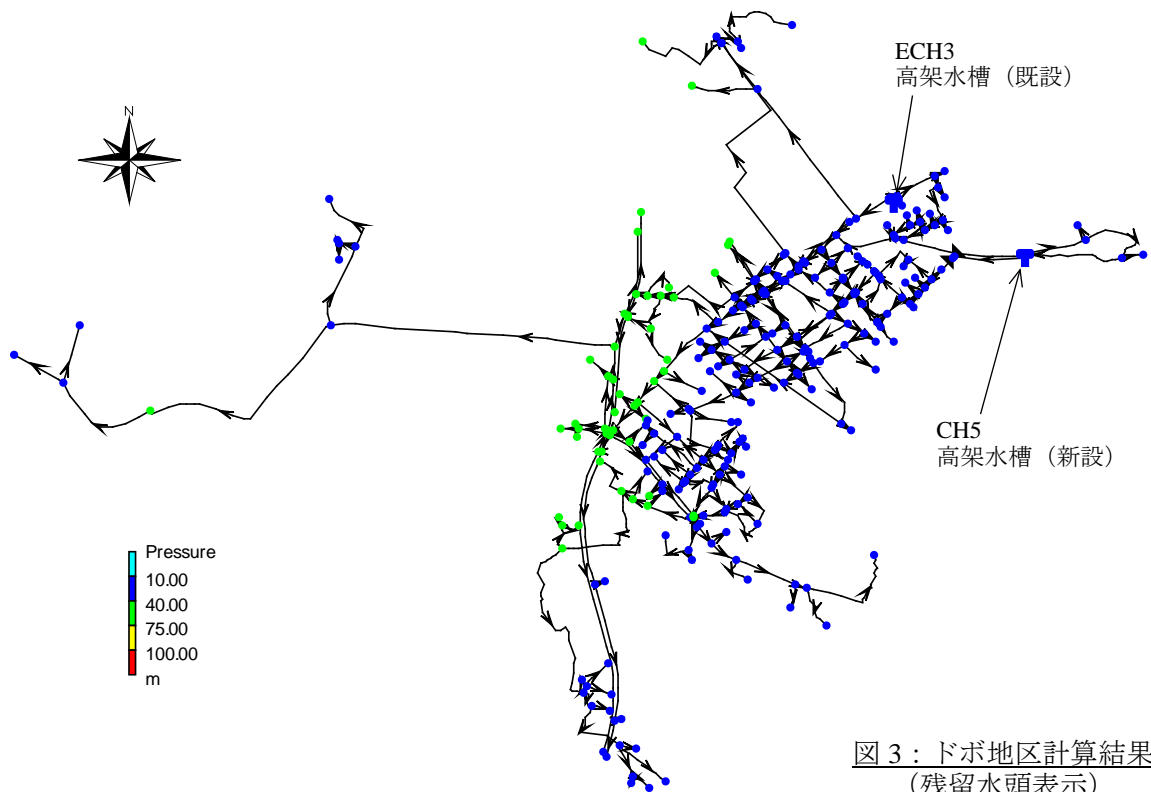 ECH3
高架水槽（既設）
N
CH5
高架水槽（新設）
Pressure
10.00
40.00
75.00
100.00
m
図 3：ドボ地区計算結果
（残留水頭表示）